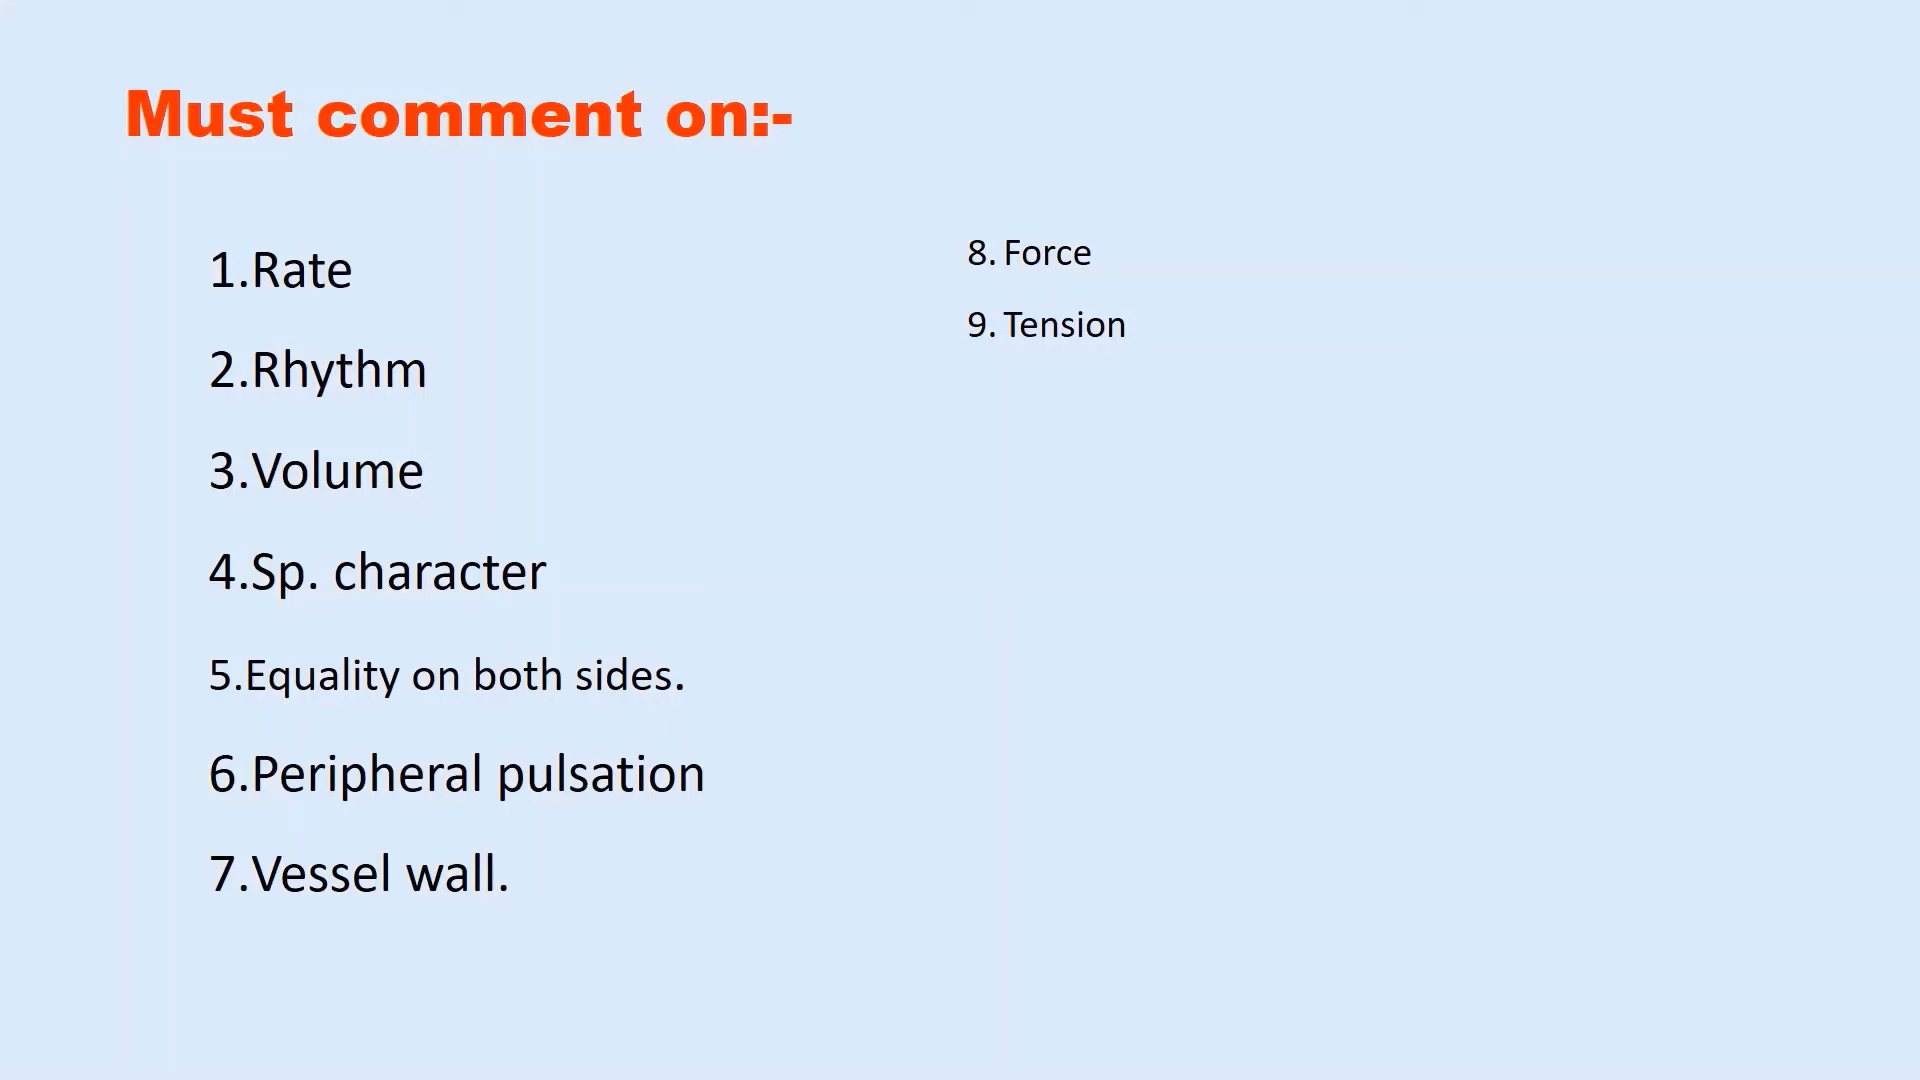 Must comment on:-
1.Rate
2.Rhythm
3.Volume
4.Sp. character
5.Equality on both sides.
6.Peripheral pulsation
7.Vessel wall.
8. Force
9. Tension